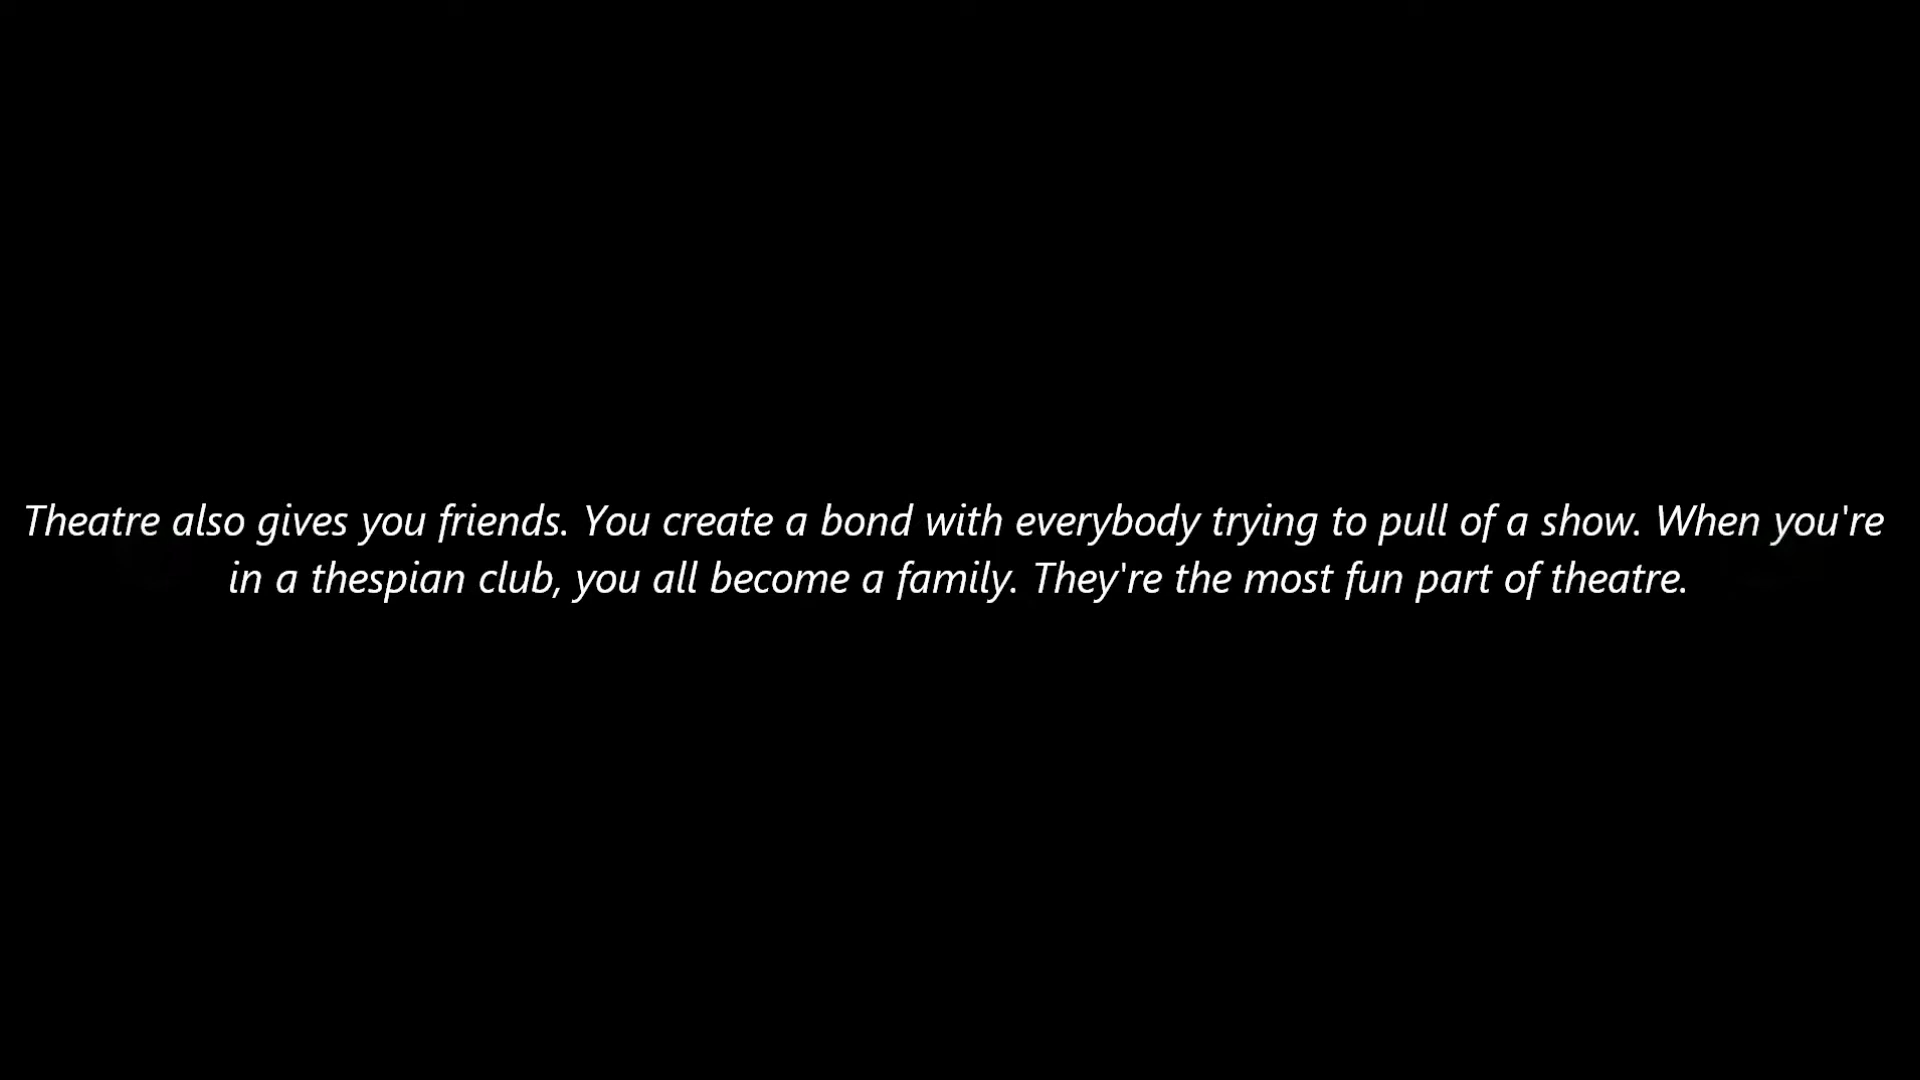 Theatre also gives you friends. You create a bond with everybody trying to pull of a show. When you're
in a thespian club, you all become a family. They're the most fun part of theatre.